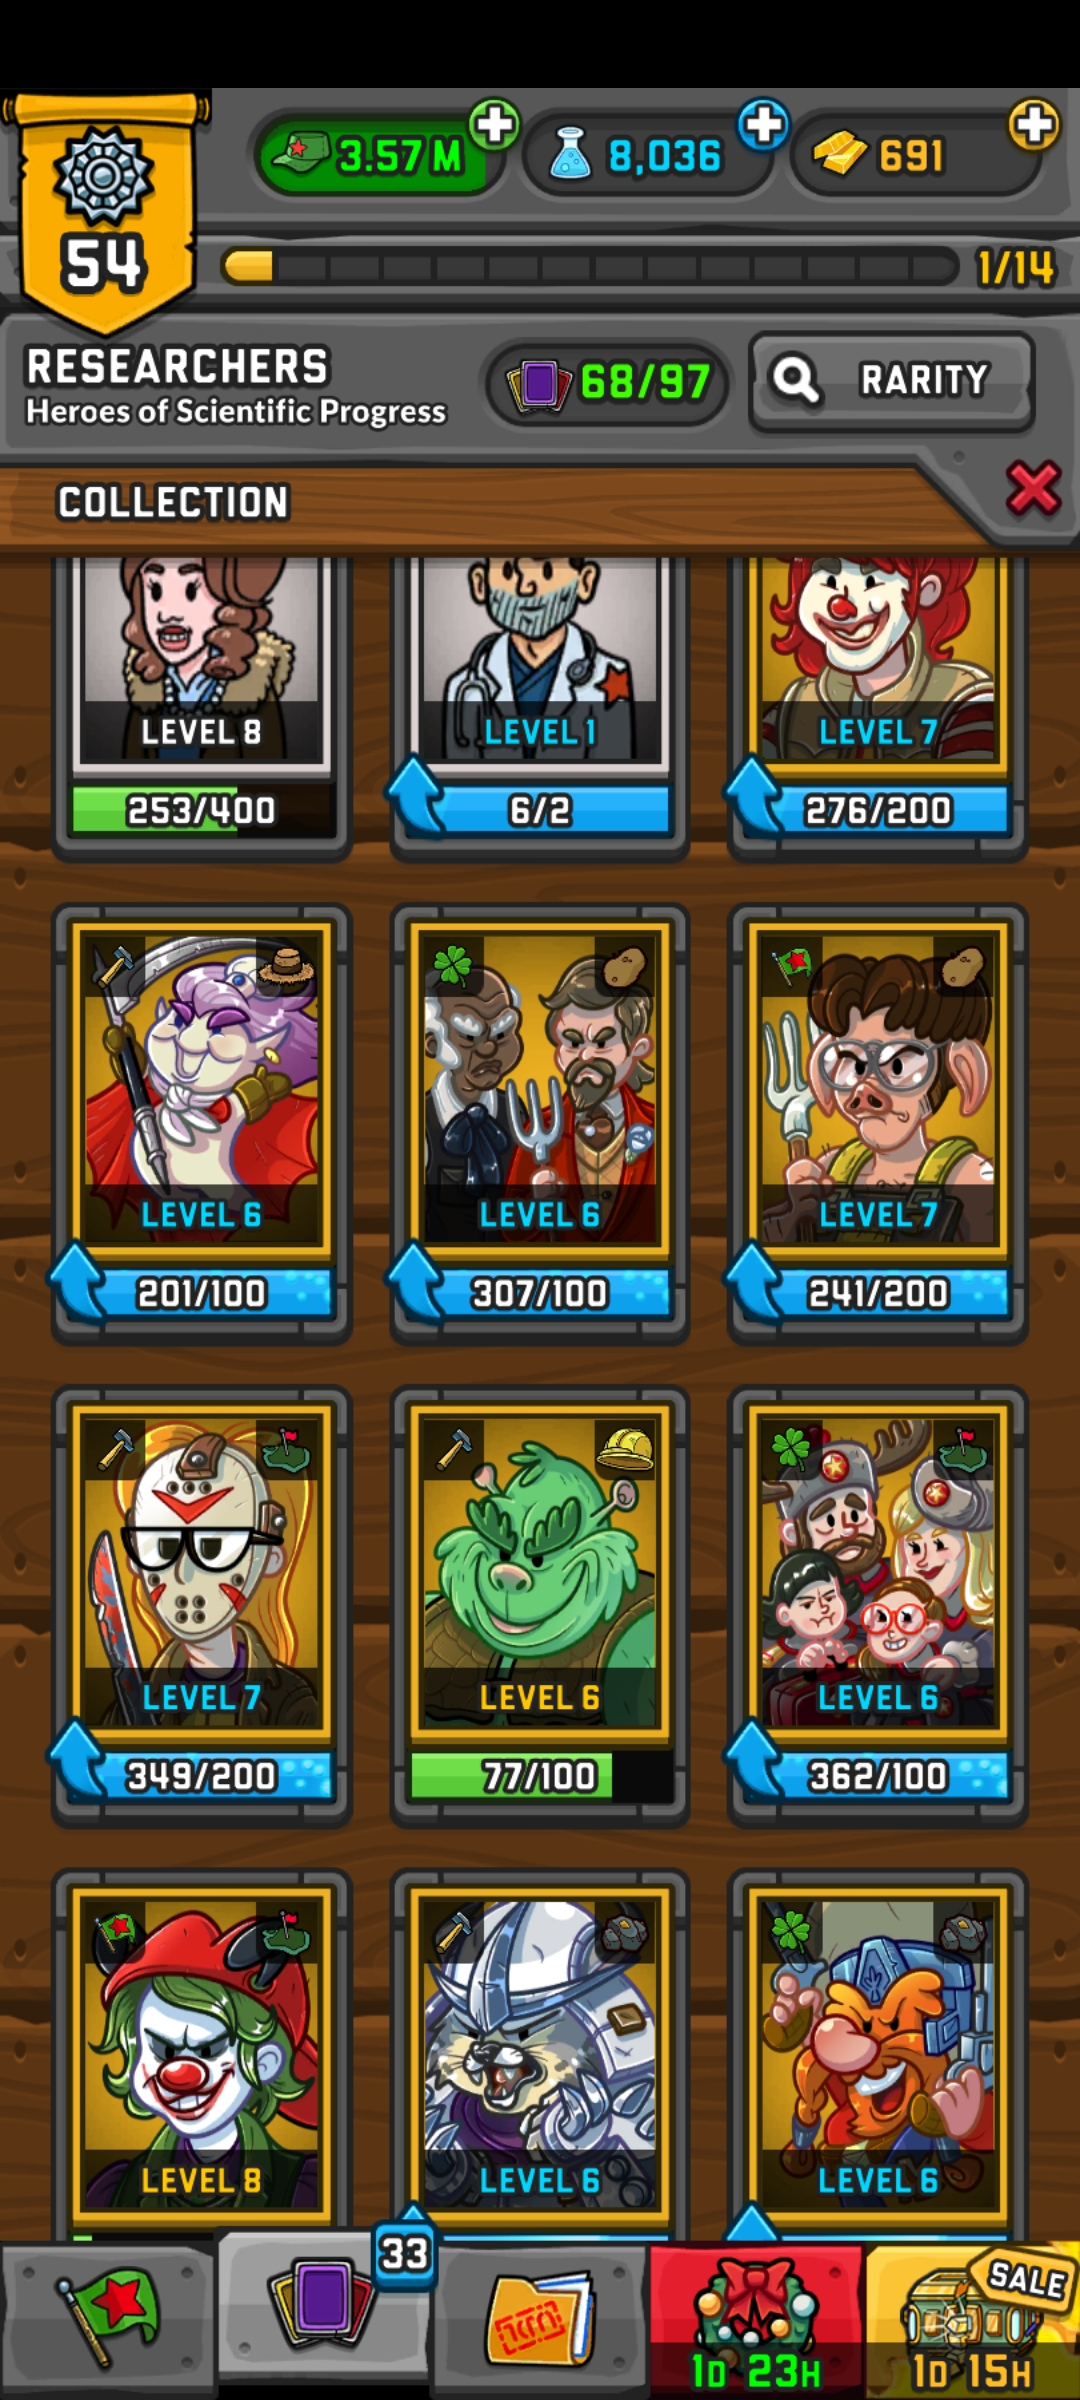 3.57 M
8,036
691
54
1/14
RESEARCHERS
Heroes of Scientific Progress
68/97
RARITY
COLLECTION
LEVEL 8
LEVEL 1
LEVEL 7
253/400
6/2
276/200
LEVEL 6
LEVEL 6
LEVEL 7
201/100
307/100
241/200
LEVEL 7
LEVEL 6
LEVEL 6
349/200
77/100
362/100
LEVEL 8
LEVEL 6
LEVEL 6
33
SALE
1D 23H
1D 15H